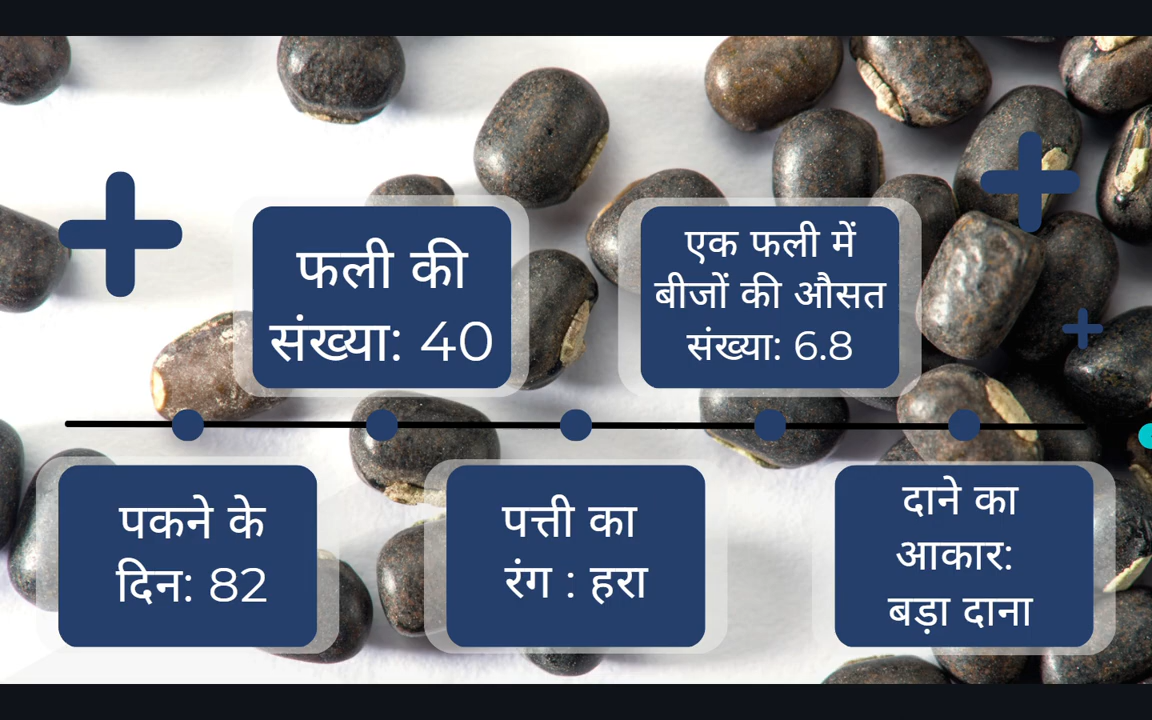 फली की
संख्या: 40
एक फली में
बीजों की औसत
संख्या: 6.8
पकने के
दिन: 82
पत्ती का
रंग : हरा
दाने का
आकार:
बड़ा दाना